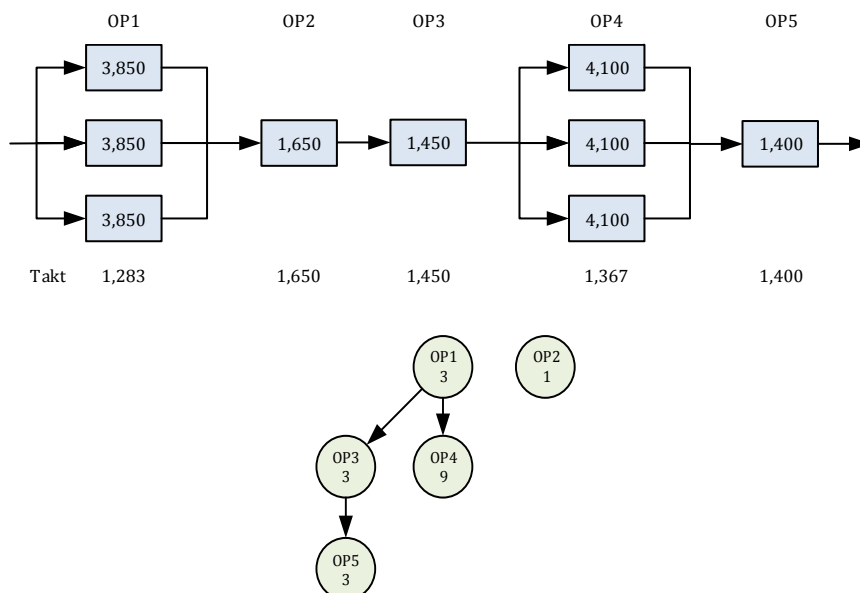 OP1 OP2 OP3 OP4 OP5
3,850 4,100
3,850 1,650 1,450 4,100 1,400
3,850 4,100
Takt 1,283 1,650 1,450 1,367 1,400
OP1 OP2
3 1
OP3 OP4
3 9
OP5
3